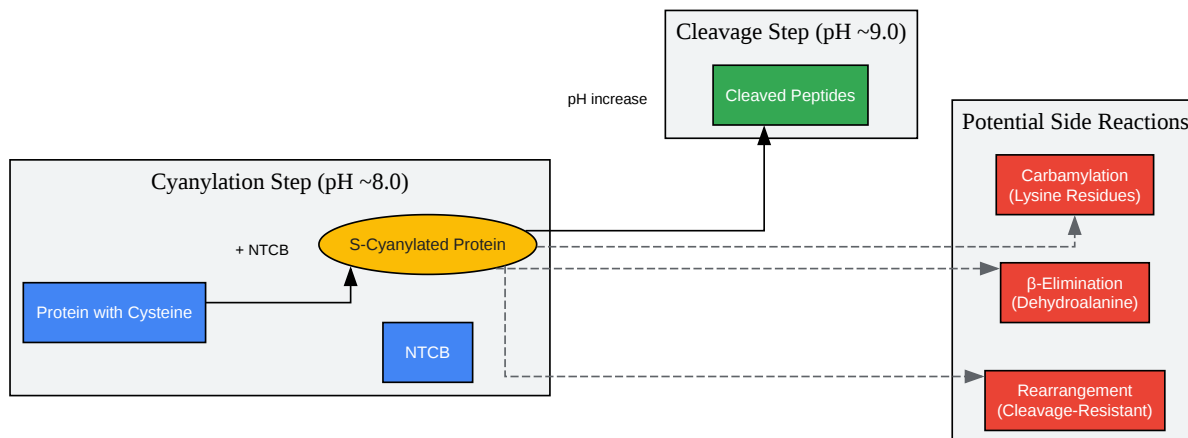 Cleavage Step (pH ~9.0)
Cleaved Peptides
pH increase
Potential Side Reactions
Carbamylation
(Lysine Residues)
β-Elimination
(Dehydroalanine)
Rearrangement
(Cleavage-Resistant)
Cyanylation Step (pH ~8.0)
S-Cyanylated Protein
+ NTCB
Protein with Cysteine
NTCB